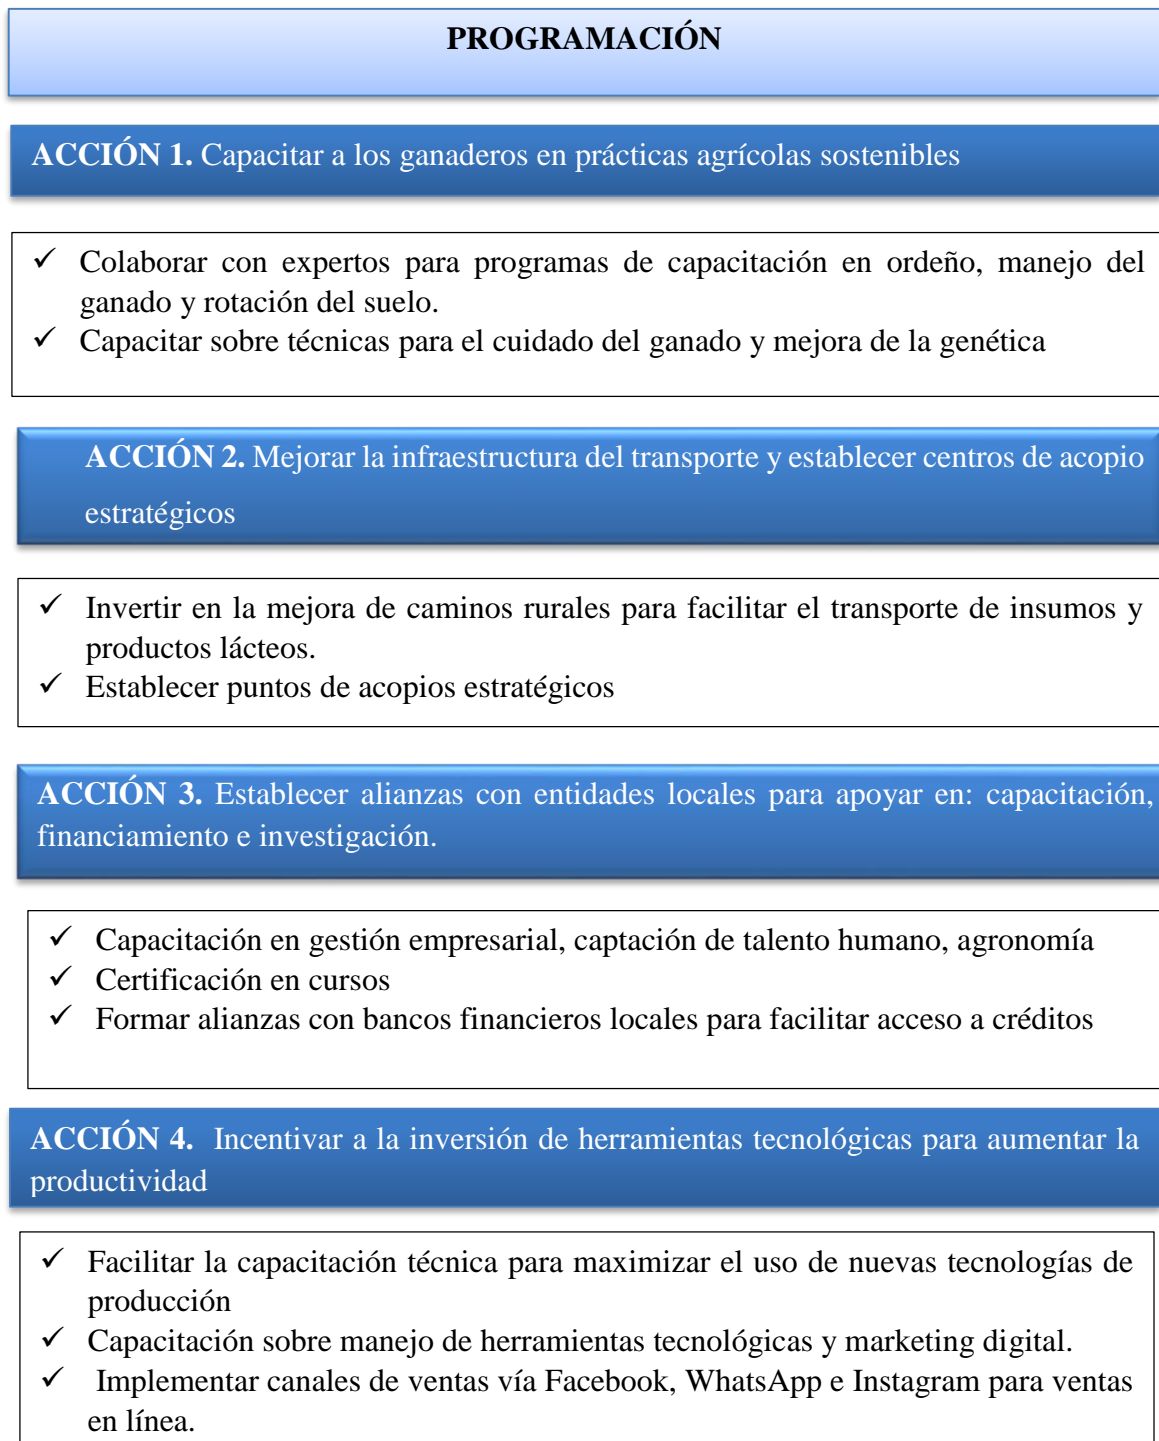 PROGRAMACIÓN
ACCIÓN 1. Capacitar a los ganaderos en prácticas agrícolas sostenibles
✓ Colaborar con expertos para programas de capacitación en ordeño, manejo del
ganado y rotación del suelo.
✓ Capacitar sobre técnicas para el cuidado del ganado y mejora de la genética
ACCIÓN 2. Mejorar la infraestructura del transporte y establecer centros de acopio
estratégicos
✓ Invertir en la mejora de caminos rurales para facilitar el transporte de insumos y
productos lácteos.
✓ Establecer puntos de acopios estratégicos
ACCIÓN 3. Establecer alianzas con entidades locales para apoyar en: capacitación,
financiamiento e investigación.
✓ Capacitación en gestión empresarial, captación de talento humano, agronomía
✓ Certificación en cursos
✓ Formar alianzas con bancos financieros locales para facilitar acceso a créditos
ACCIÓN 4. Incentivar a la inversión de herramientas tecnológicas para aumentar la
productividad
✓ Facilitar la capacitación técnica para maximizar el uso de nuevas tecnologías de
producción
✓ Capacitación sobre manejo de herramientas tecnológicas y marketing digital.
✓ Implementar canales de ventas vía Facebook, WhatsApp e Instagram para ventas
en línea.